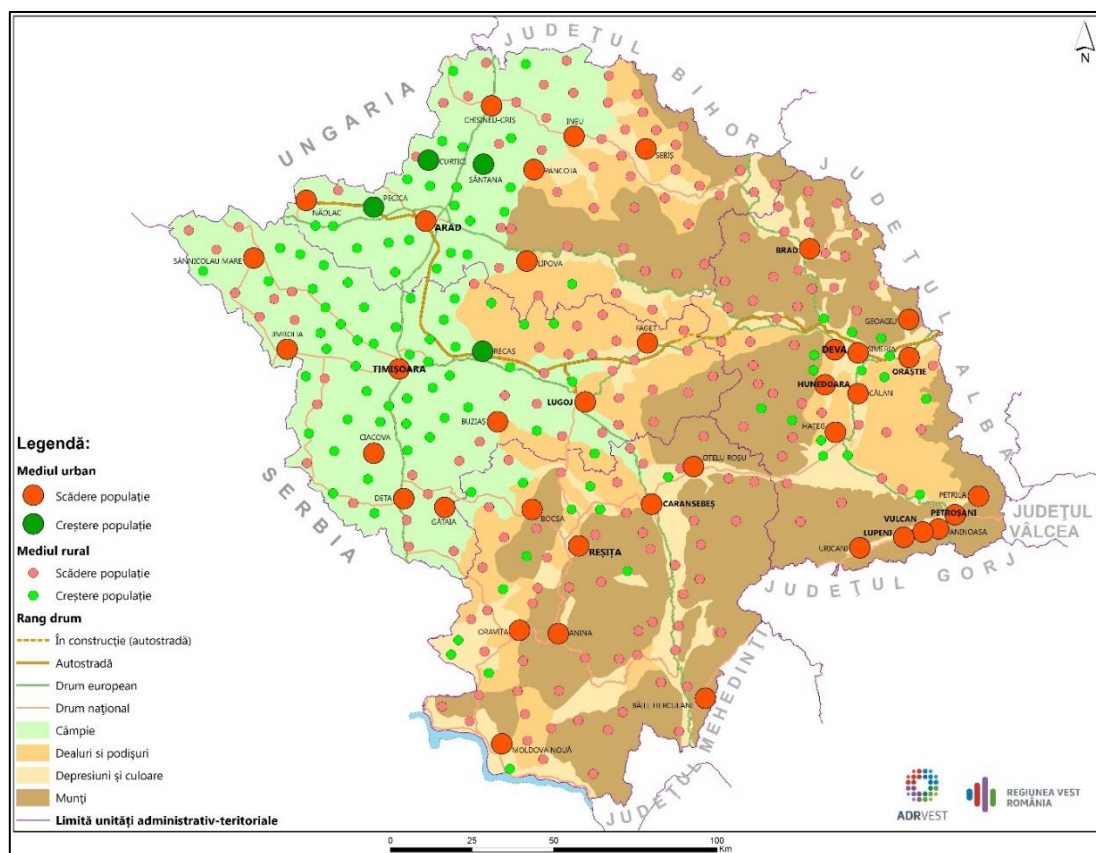 JUDEȚUL BIHOR
UNGARIA
JUDEȚUL ALBA
SERBIA
JUDEȚUL
VÂLCEA
JUDEȚUL GORJ
JUDEȚUL MEHEDINȚI
N
CHIȘINEU-CRIȘ
INEU
CURTICI
SÂNTANA
PÂNCOTA
SEBIȘ
NĂDLAC
PECICA
ARAD
SÂNNICOLAU MARE
LIPOVA
BRAD
GEOAGIU
JIMBOLIA
RECAȘ
FAGET
DEVA
SIMERIA
ORĂȘTIE
TIMIȘOARA
HUNEDOARA
LUGOJ
CĂLAN
BUZIAȘ
HAȚEG
CIACOVA
OȚELU ROȘU
DETA
GĂTAIA
BOCȘA
CARANSEBEȘ
PETRILA
PETROȘANI
VULCAN
ANINOASA
LUPENI
URICANI
REȘIȚA
ORAVIȚA
ANINA
BĂILE HERCULANE
MOLDOVA NOUĂ
Legendă:
Mediul urban
Scădere populație
Creștere populație
Mediul rural
Scădere populație
Creștere populație
Rang drum
În construcție (autostradă)
Autostradă
Drum european
Drum național
Câmpie
Dealuri si podișuri
Depresiuni și culoare
Munți
Limită unități administrativ-teritoriale
0 25 50 100
Km
ADRVEST
REGIUNEA VEST
ROMÂNIA